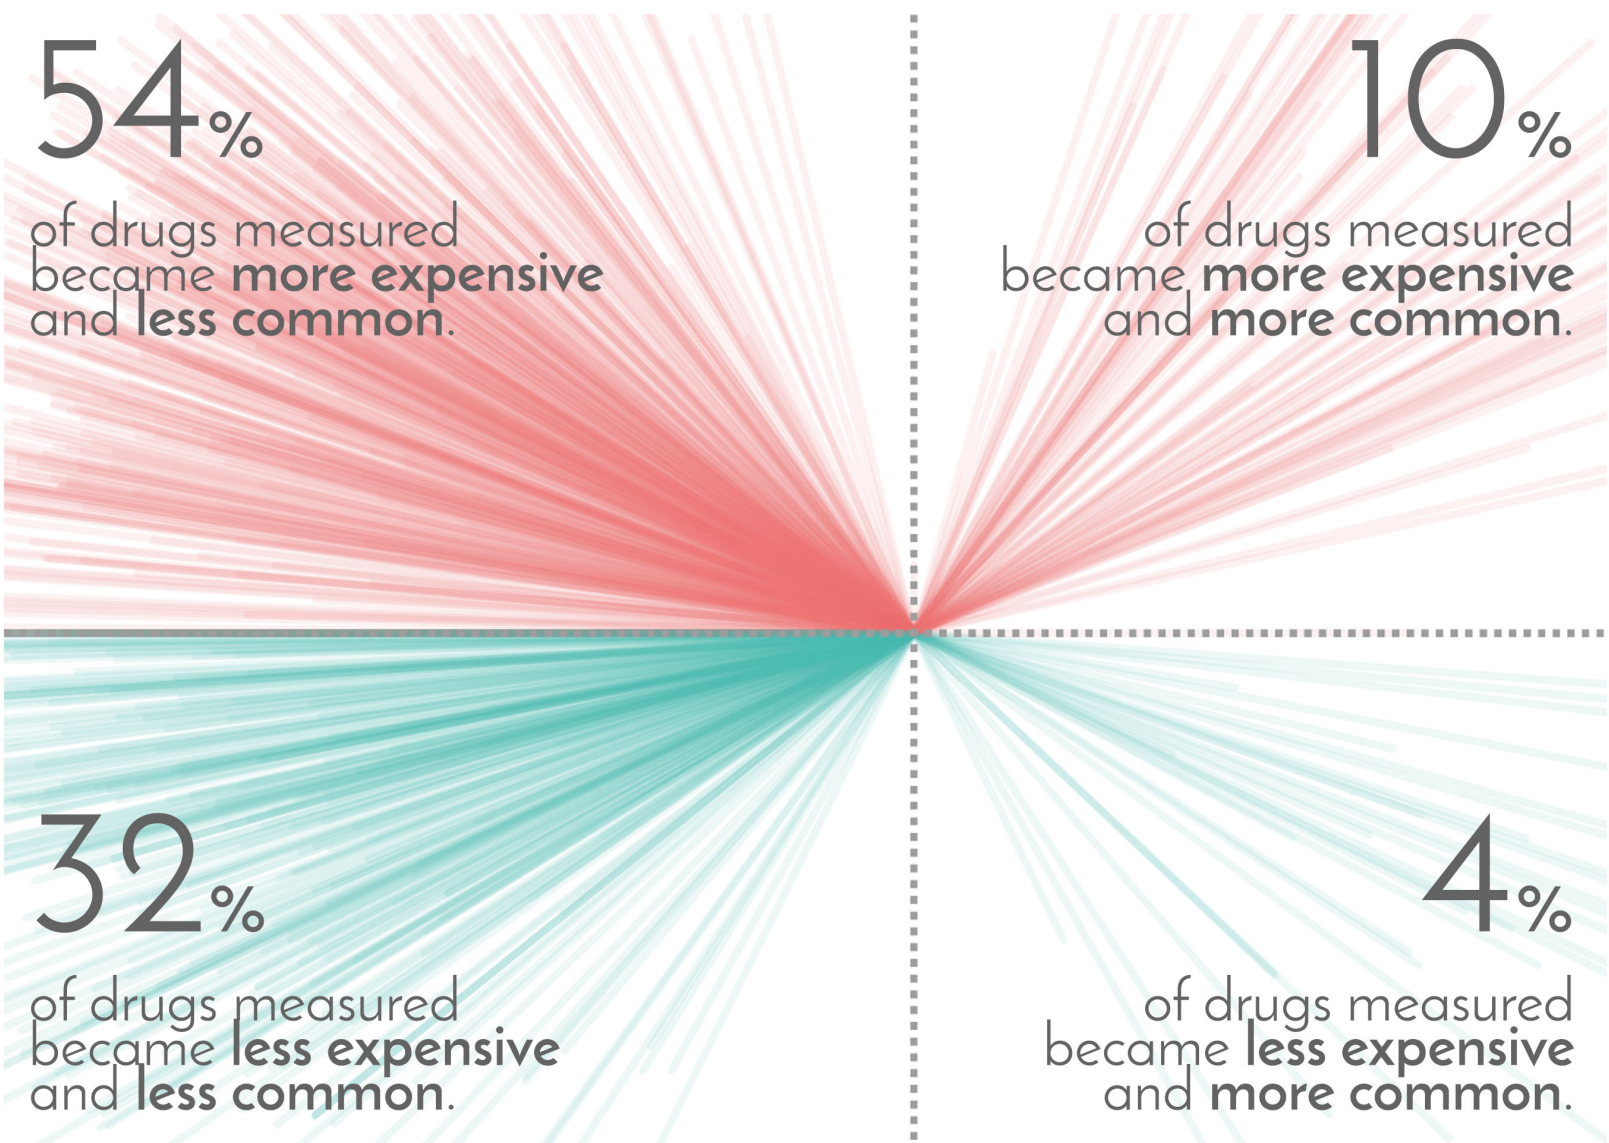 54%
of drugs measured
became more expensive
and less common.
10%
of drugs measured
became more expensive
and more common.
32%
of drugs measured
became less expensive
and less common.
4%
of drugs measured
became less expensive
and more common.